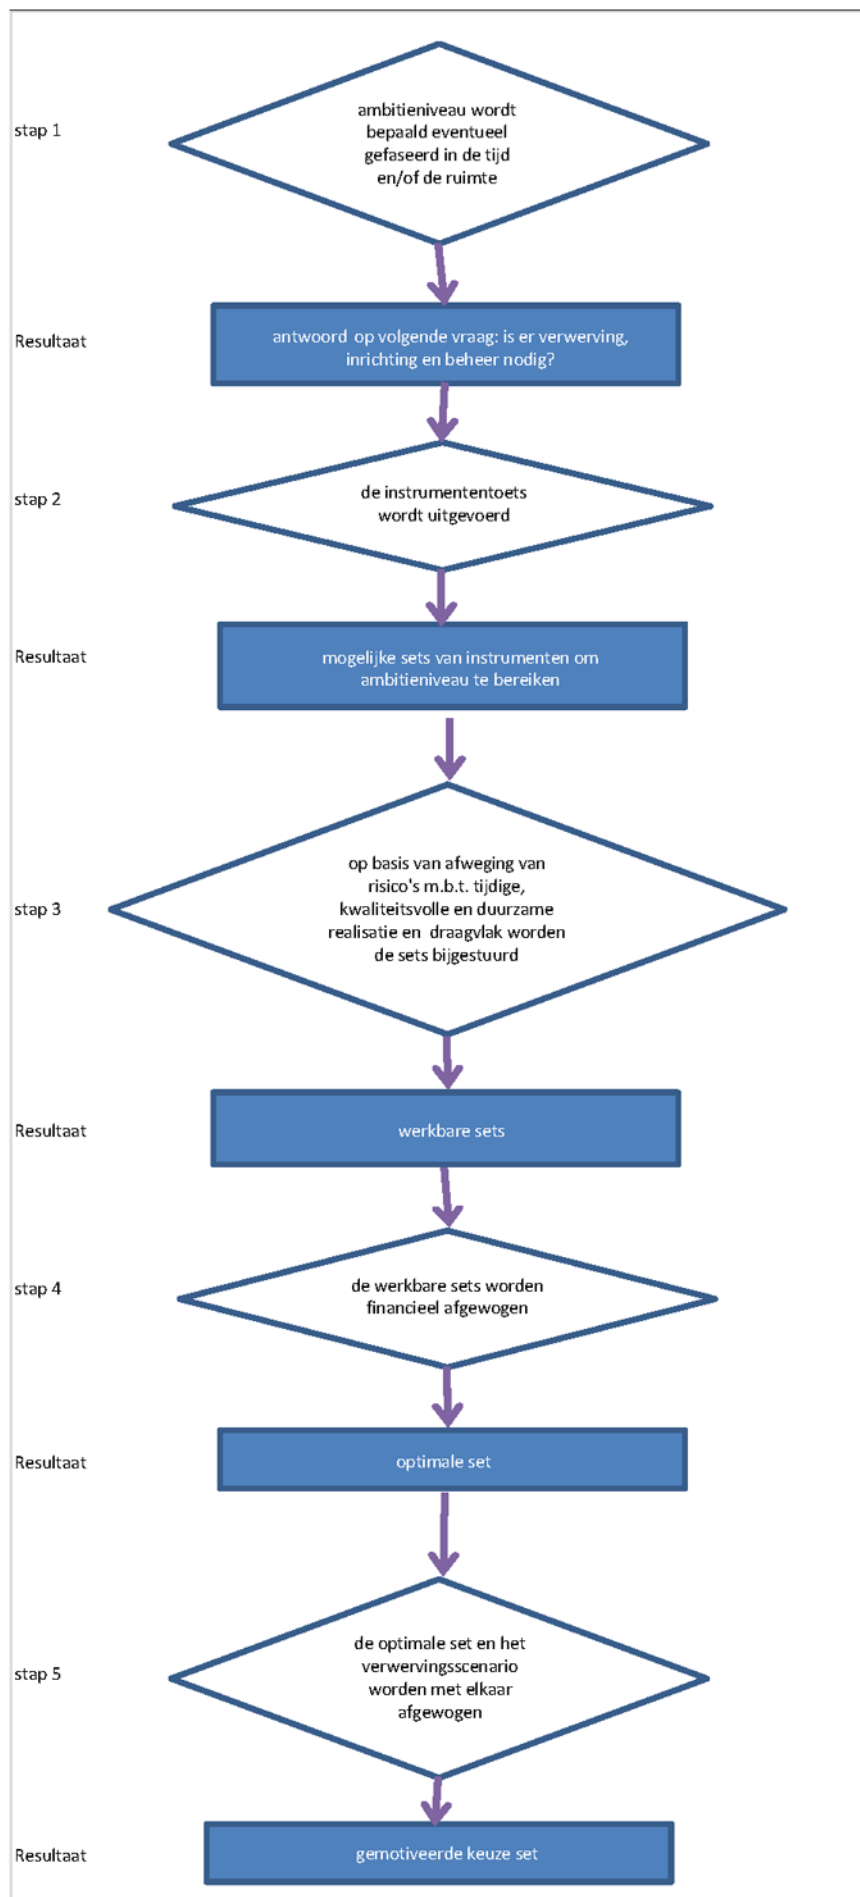 stap 1
ambitieniveau wordt
bepaald eventueel
gefaseerd in de tijd
en/of de ruimte
Resultaat
antwoord op volgende vraag: is er verwerving,
inrichting en beheer nodig?
stap 2
de instrumententoets
wordt uitgevoerd
Resultaat
mogelijke sets van instrumenten om
ambitieniveau te bereiken
stap 3
op basis van afweging van
risico's m.b.t. tijdige,
kwaliteitsvolle en duurzame
realisatie en draagvlak worden
de sets bijgestuurd
Resultaat
werkbare sets
stap 4
de werkbare sets worden
financieel afgewogen
Resultaat
optimale set
stap 5
de optimale set en het
verwervingsscenario
worden met elkaar
afgewogen
Resultaat
gemotiveerde keuze set